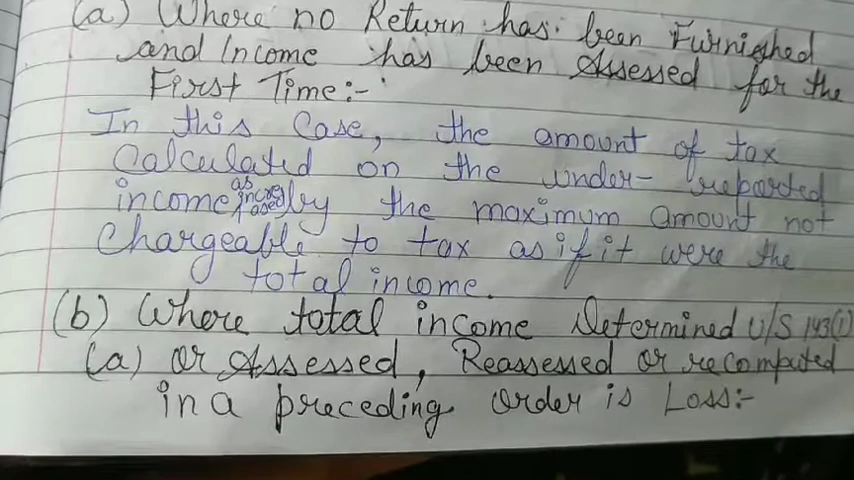 (a) Where no Return has been Furnished
and Income has been Assessed for the
First Time:-
In this Case, the amount of tax
Calculated on the under-reported
income as increased by the maximum amount not
Chargeable to tax as if it were the
total income.
(b) Where total income Determined U/S 143(1)
(a) or Assessed, Reassessed or recomputed
in a preceding Order is Loss:-